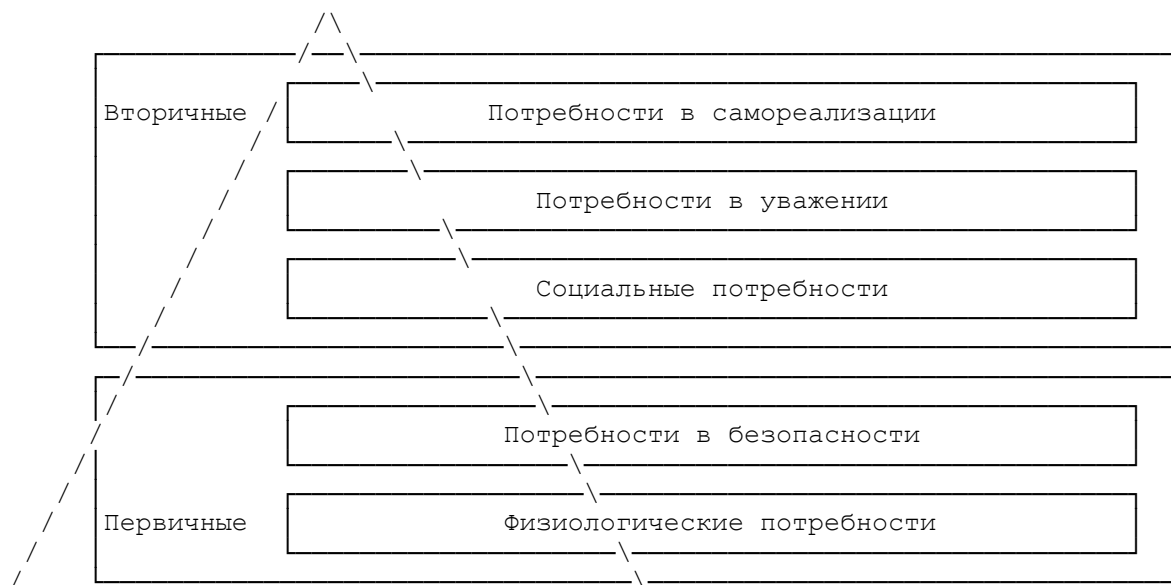 Вторичные Потребности в самореализации
Потребности в уважении
Социальные потребности
Потребности в безопасности
Первичные Физиологические потребности